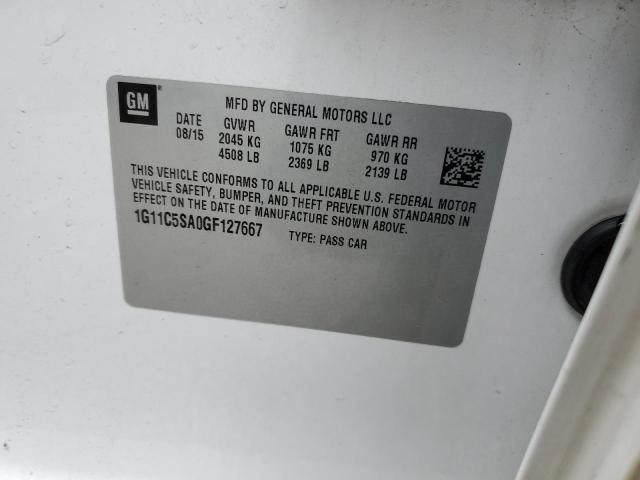 GM ®
MFD BY GENERAL MOTORS LLC
DATE GVWR GAWR FRT GAWR RR
08/15 2045 KG 1075 KG 970 KG
4508 LB 2369 LB 2139 LB
THIS VEHICLE CONFORMS TO ALL APPLICABLE U.S. FEDERAL MOTOR
VEHICLE SAFETY, BUMPER, AND THEFT PREVENTION STANDARDS IN
EFFECT ON THE DATE OF MANUFACTURE SHOWN ABOVE.
1G11C5SA0GF127667 TYPE: PASS CAR